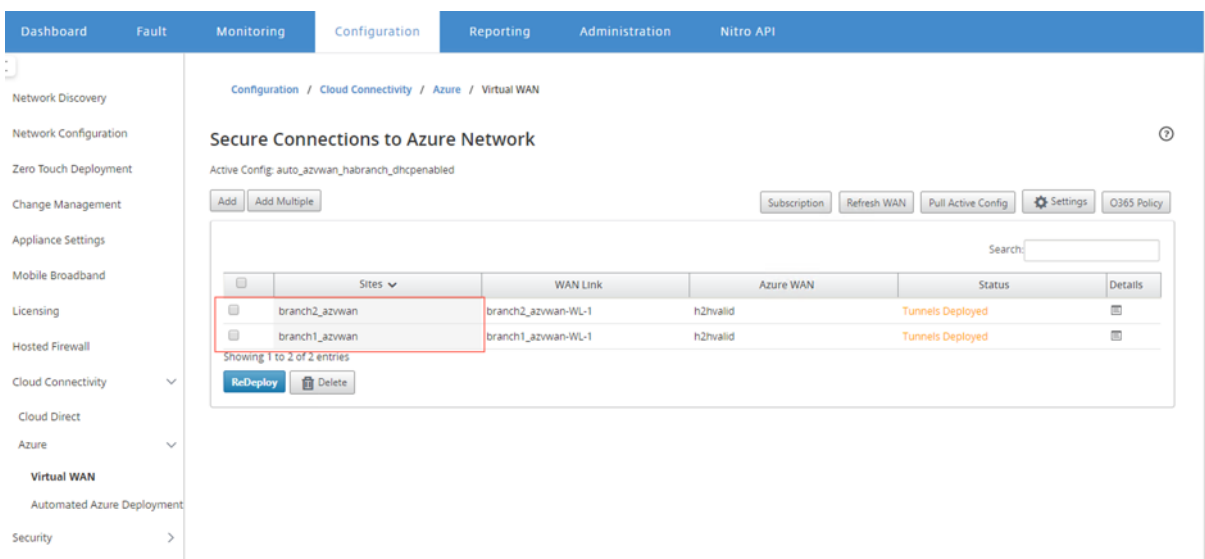 Dashboard Fault Monitoring Configuration Reporting Administration Nitro API
Network Discovery
Network Configuration
Zero Touch Deployment
Change Management
Appliance Settings
Mobile Broadband
Licensing
Hosted Firewall
Cloud Connectivity
Cloud Direct
Azure
Virtual WAN
Automated Azure Deployment
Security
Configuration / Cloud Connectivity / Azure / Virtual WAN
Secure Connections to Azure Network
Active Config: auto_azvwan_habranch_dhcpenabled
Add Add Multiple Subscription Refresh WAN Pull Active Config Settings O365 Policy
Search:
Sites WAN Link Azure WAN Status Details
branch2_azvwan branch2_azvwan-WL-1 h2hvalid Tunnels Deployed
branch1_azvwan branch1_azvwan-WL-1 h2hvalid Tunnels Deployed
Showing 1 to 2 of 2 entries
ReDeploy Delete